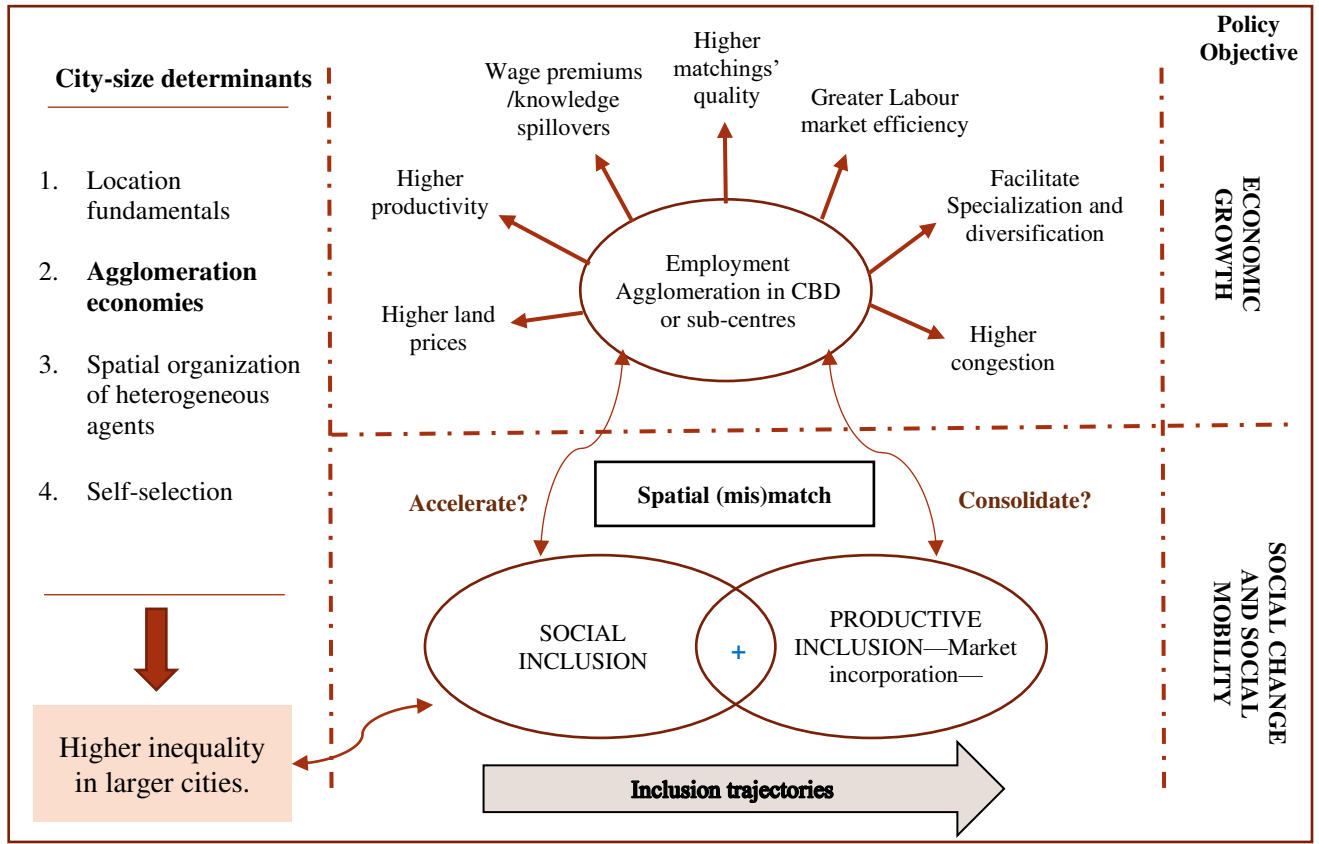 City-size determinants
1. Location
fundamentals
2. Agglomeration
economies
3. Spatial organization
of heterogeneous
agents
4. Self-selection
Higher inequality
in larger cities.
Higher land
prices
Higher
productivity
Wage premiums
/knowledge
spillovers
Higher
matchings’
quality
Greater Labour
market efficiency
Facilitate
Specialization and
diversification
Higher
congestion
Employment
Agglomeration in CBD
or sub-centres
Accelerate?
Spatial (mis)match
Consolidate?
SOCIAL
INCLUSION
+
PRODUCTIVE
INCLUSION—Market
incorporation—
Inclusion trajectories
Policy
Objective
ECONOMIC
GROWTH
SOCIAL CHANGE
AND SOCIAL
MOBILITY